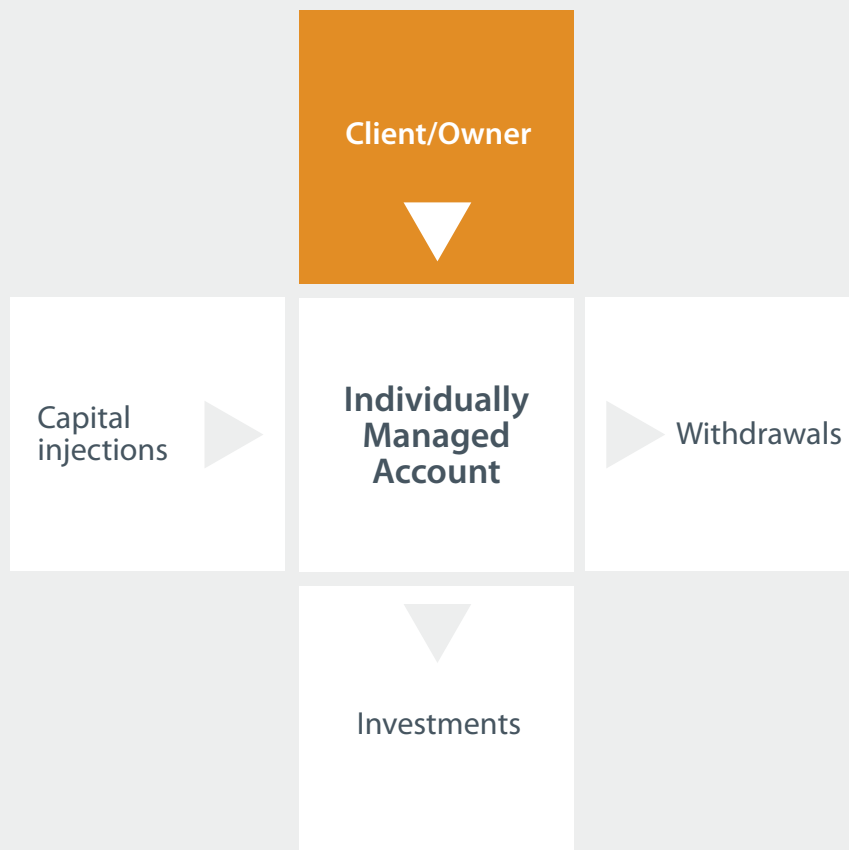 Client/Owner
Capital
injections
Individually
Managed
Account
Withdrawals
Investments